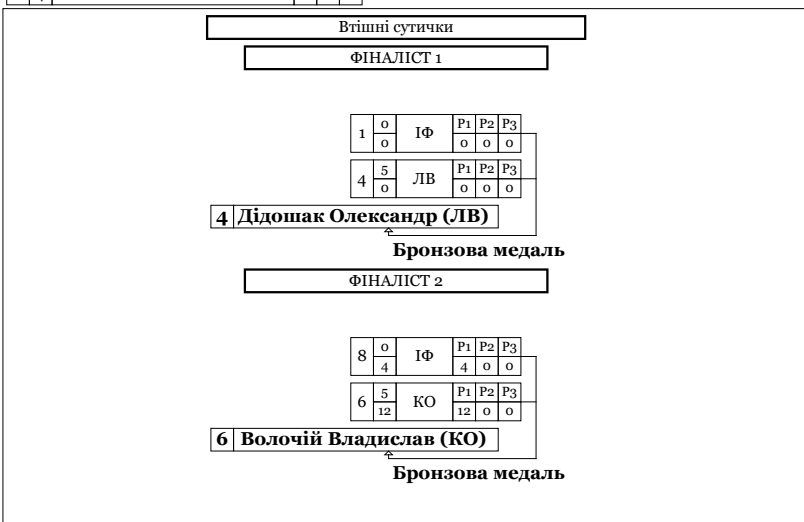 Втішні сутички
ФІНАЛІСТ 1
1 0 ІФ P1 P2 P3
0 0 0 0
4 5 ЛВ P1 P2 P3
0 0 0 0
4 Дідошак Олександр (ЛВ)
Бронзова медаль
ФІНАЛІСТ 2
8 0 ІФ P1 P2 P3
4 4 0 0
6 5 КО P1 P2 P3
12 12 0 0
6 Волочій Владислав (КО)
Бронзова медаль